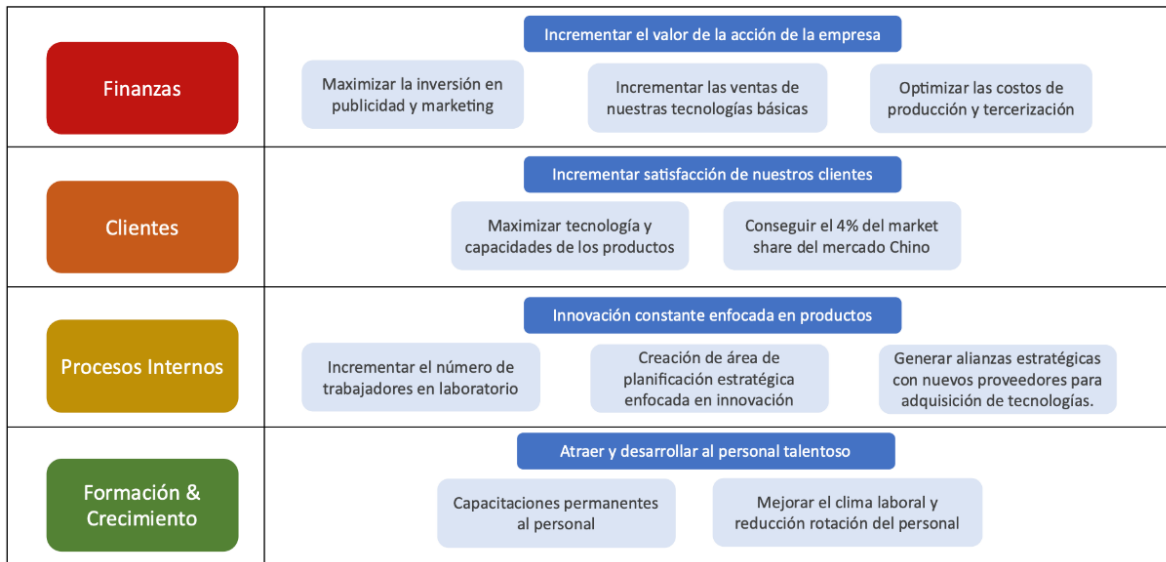 Finanzas
Incrementar el valor de la acción de la empresa
Maximizar la inversión en
publicidad y marketing
Incrementar las ventas de
nuestras tecnologías básicas
Optimizar las costos de
producción y tercerización
Clientes
Incrementar satisfacción de nuestros clientes
Maximizar tecnología y
capacidades de los productos
Conseguir el 4% del market
share del mercado Chino
Procesos Internos
Innovación constante enfocada en productos
Incrementar el número de
trabajadores en laboratorio
Creación de área de
planificación estratégica
enfocada en innovación
Generar alianzas estratégicas
con nuevos proveedores para
adquisición de tecnologías.
Formación &
Crecimiento
Atraer y desarrollar al personal talentoso
Capacitaciones permanentes
al personal
Mejorar el clima laboral y
reducción rotación del personal